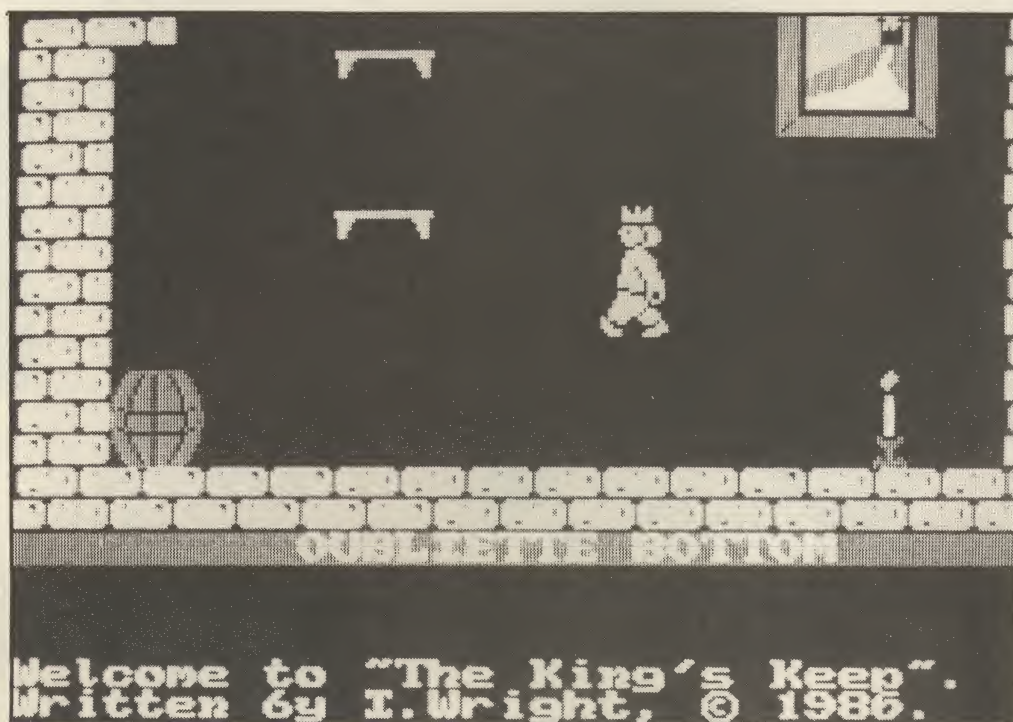 OUBLIETTE BOTTOM
Welcome to "The King's Keep".
Written by I.Wright, © 1986.